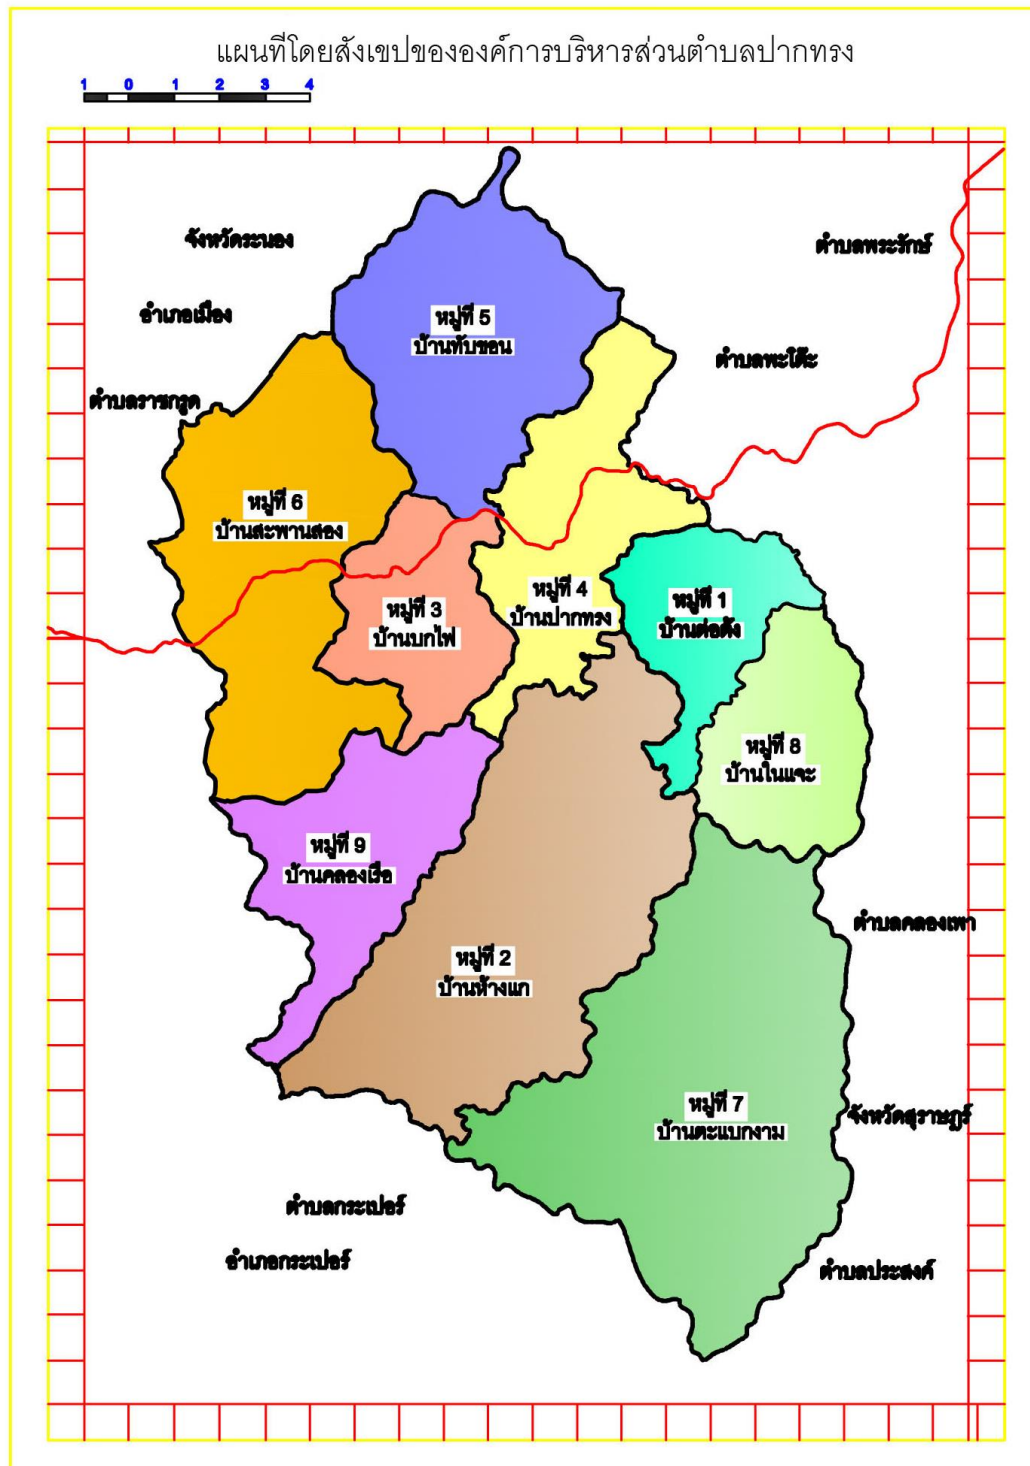 แผนที่โดยสังเขปขององค์การบริหารส่วนตำบลปากทรง
1 0 1 2 3 4
จังหวัดระนอง
ตำบลพระรักษ์
อำเภอเมือง
หมู่ที่ 5
บ้านทับขอน
ตำบลพะโต๊ะ
ตำบลราชกรูด
หมู่ที่ 6
บ้านสะพานสอง
หมู่ที่ 4
บ้านปากทรง
หมู่ที่ 1
บ้านต่อตั้ง
หมู่ที่ 3
บ้านบกไฟ
หมู่ที่ 8
บ้านในแจะ
หมู่ที่ 9
บ้านคลองเรือ
ตำบลคลองเพา
หมู่ที่ 2
บ้านห้างแก
หมู่ที่ 7
บ้านตะแบกงาม
จังหวัดสุราษฎร์
ตำบลกระเปอร์
อำเภอกระเปอร์
ตำบลประสงค์